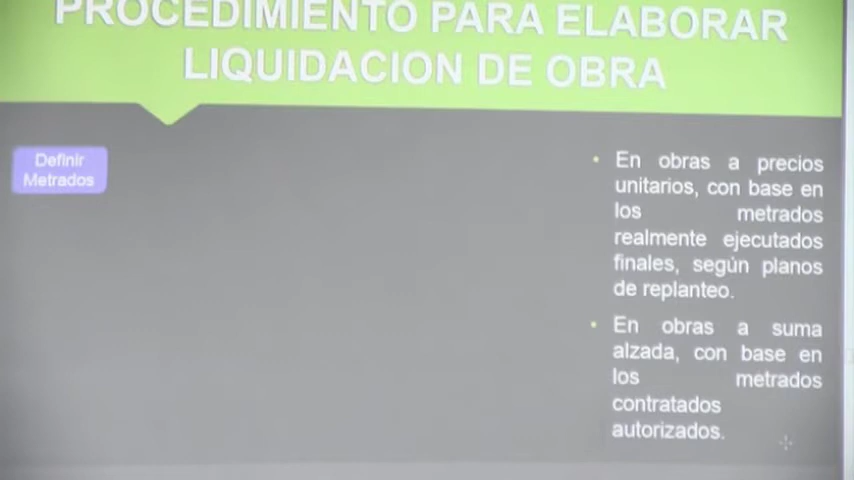 PROCEDIMIENTO PARA ELABORAR
LIQUIDACION DE OBRA
Definir
Metrados
• En obras a precios
unitarios, con base en
los metrados
realmente ejecutados
finales, según planos
de replanteo.
• En obras a suma
alzada, con base en
los metrados
contratados
autorizados.